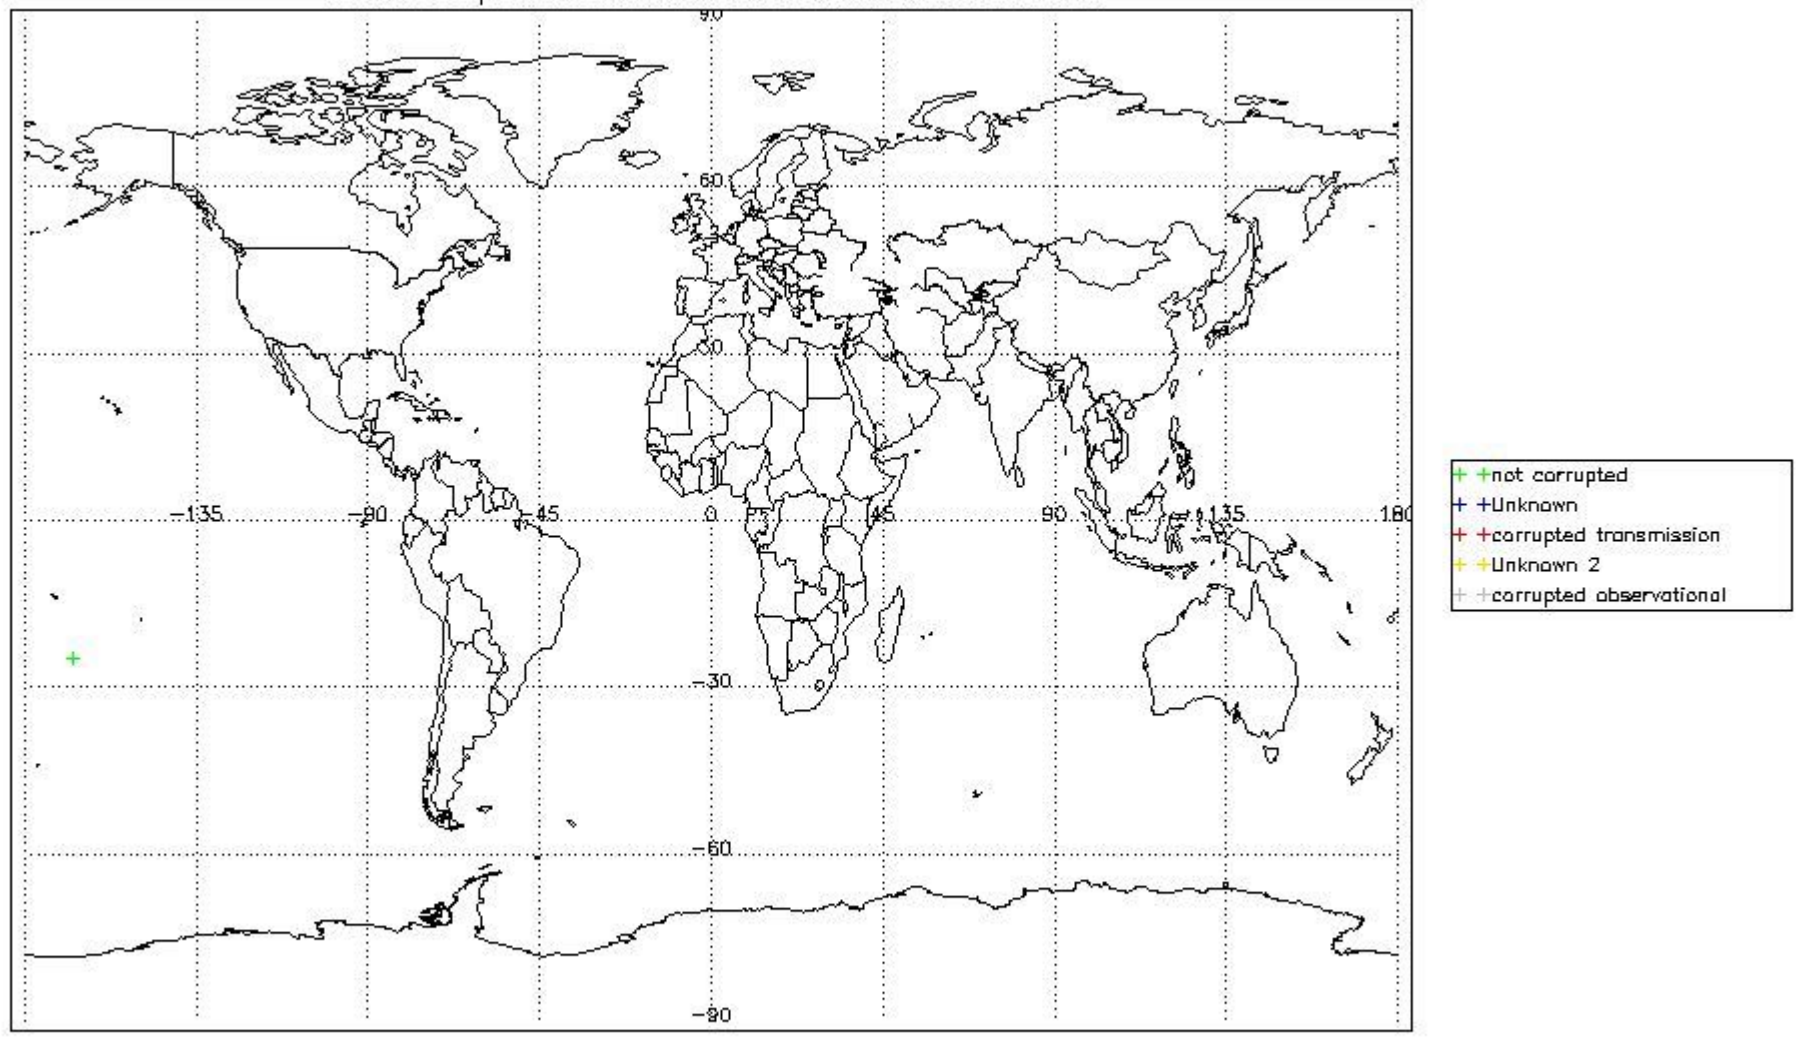 90
60
30
-135
-90
-45
0
45
90
135
180
-30
-60
-90
not corrupted
Unknown
corrupted transmission
Unknown 2
corrupted observational